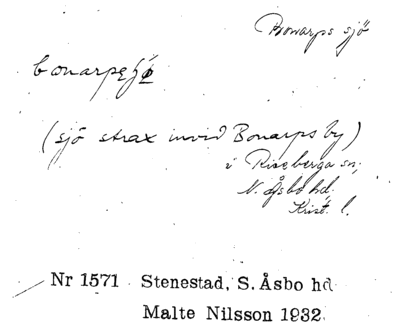 Bonarps sjö
bonarpsjö
(sjö strax invid Bonarps by)
i Riseberga sn,
N. Åsbo hd.
Krist. l.
Nr 1571 Stenestad, S. Åsbo hd
Malte Nilsson 1932.